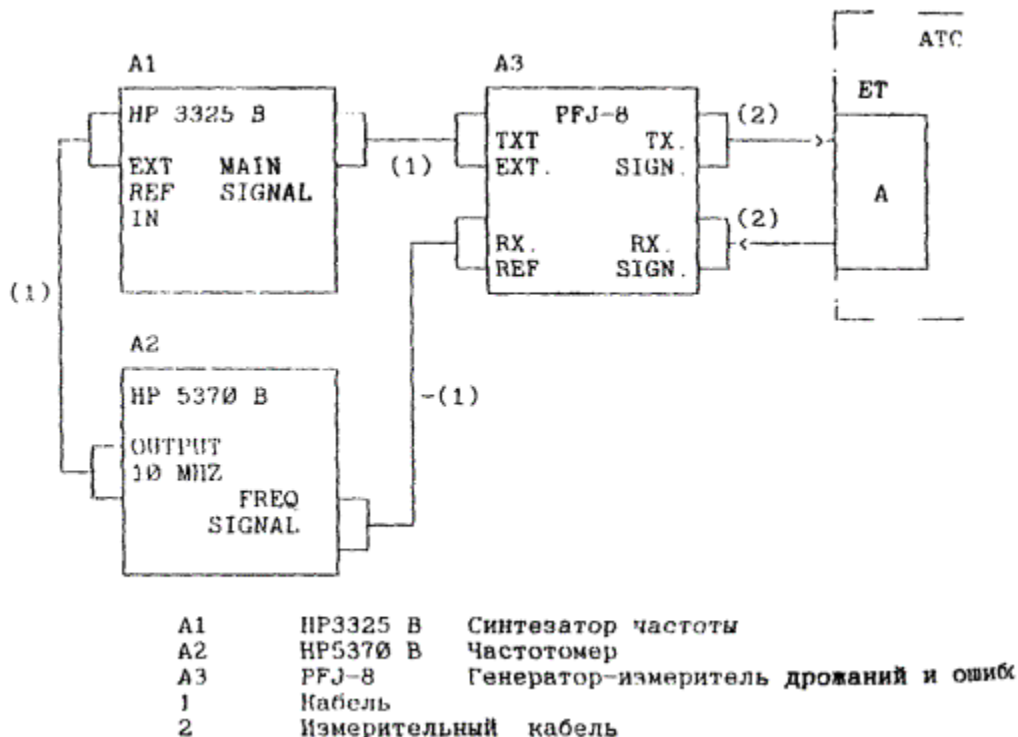 АТС
A1
A3
ET
HP 3325 B
PFJ-8
(2)
TXT
TX.
EXT.
SIGN.
EXT
MAIN
(1)
REF
SIGNAL
IN
A
(2)
RX.
RX.
REF
SIGN.
(1)
A2
HP 5370 B
-(1)
OUTPUT
10 MHZ
FREQ
SIGNAL
A1 HP3325 B Синтезатор частоты
A2 HP5370 B Частотомер
A3 PFJ-8 Генератор-измеритель дрожаний и ошибк
1 Кабель
2 Измерительный кабель